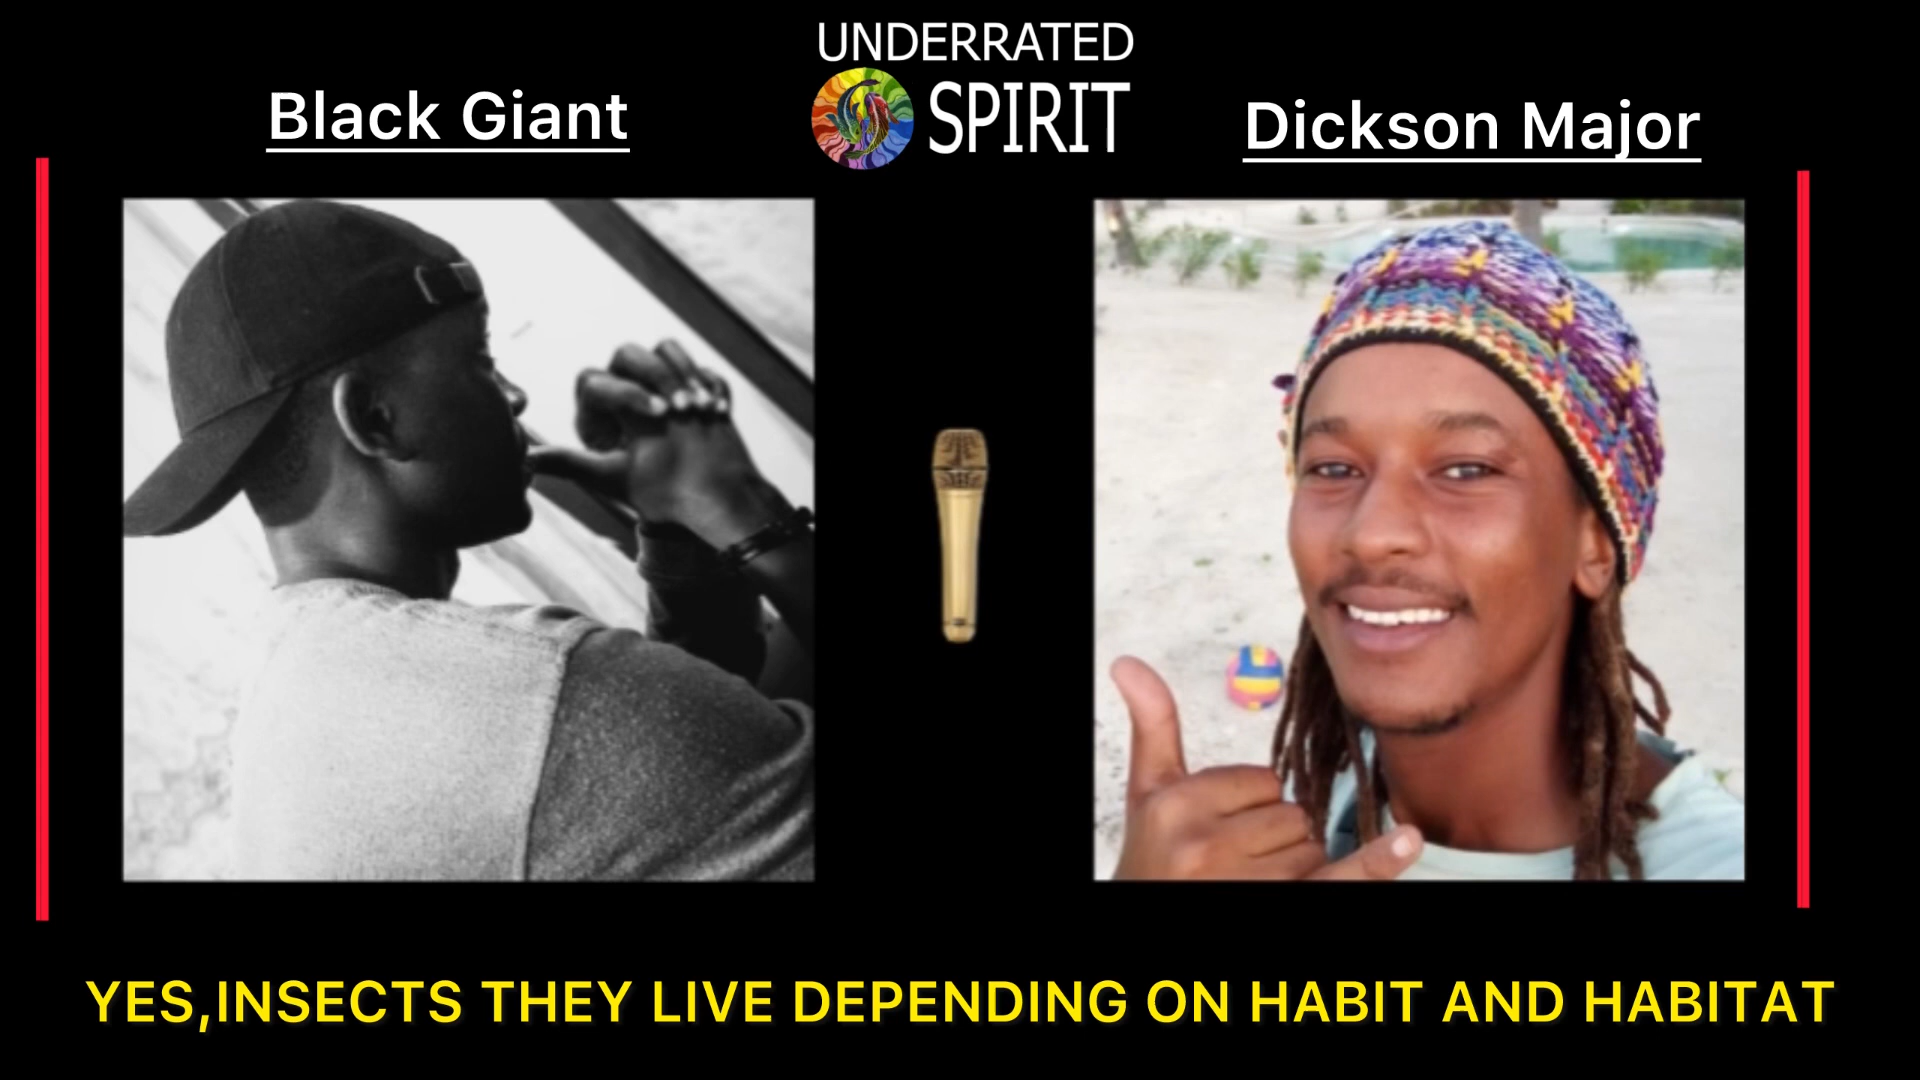 UNDERRATED
SPIRIT
Black Giant
Dickson Major
YES,INSECTS THEY LIVE DEPENDING ON HABIT AND HABITAT